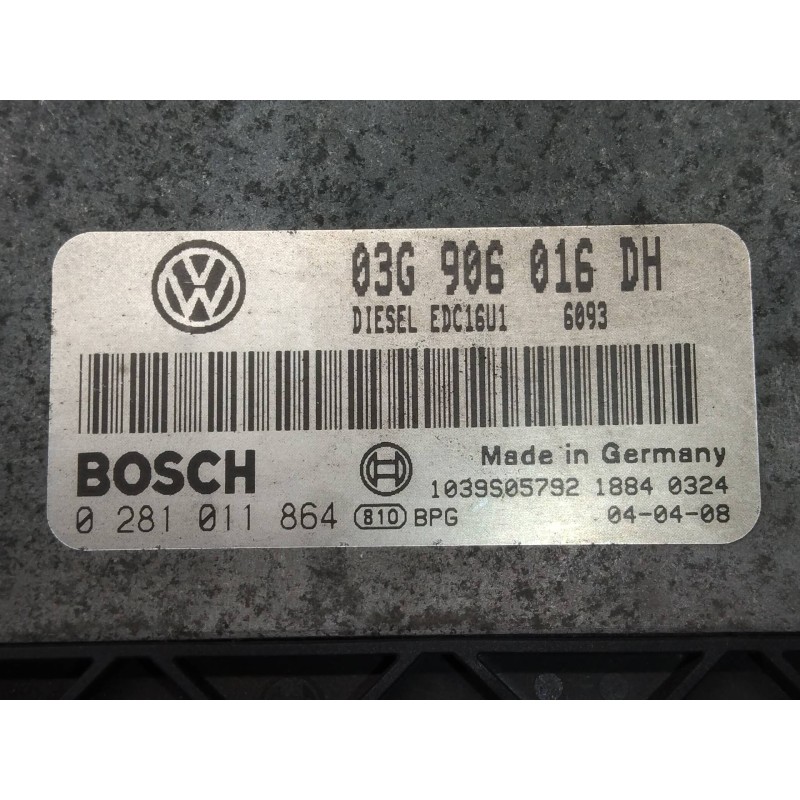 03G 906 016 DH
DIESEL EDC16U1 6093
BOSCH
Made in Germany
1039S05792 1884 0324
0 281 011 864 810 BPG 04-04-08